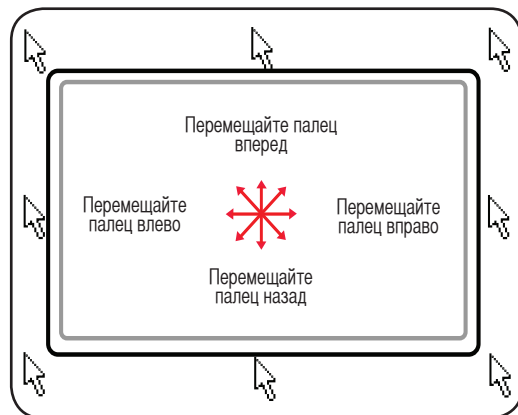 Перемещайте палец
вперед
Перемещайте
палец влево
Перемещайте
палец вправо
Перемещайте
палец назад